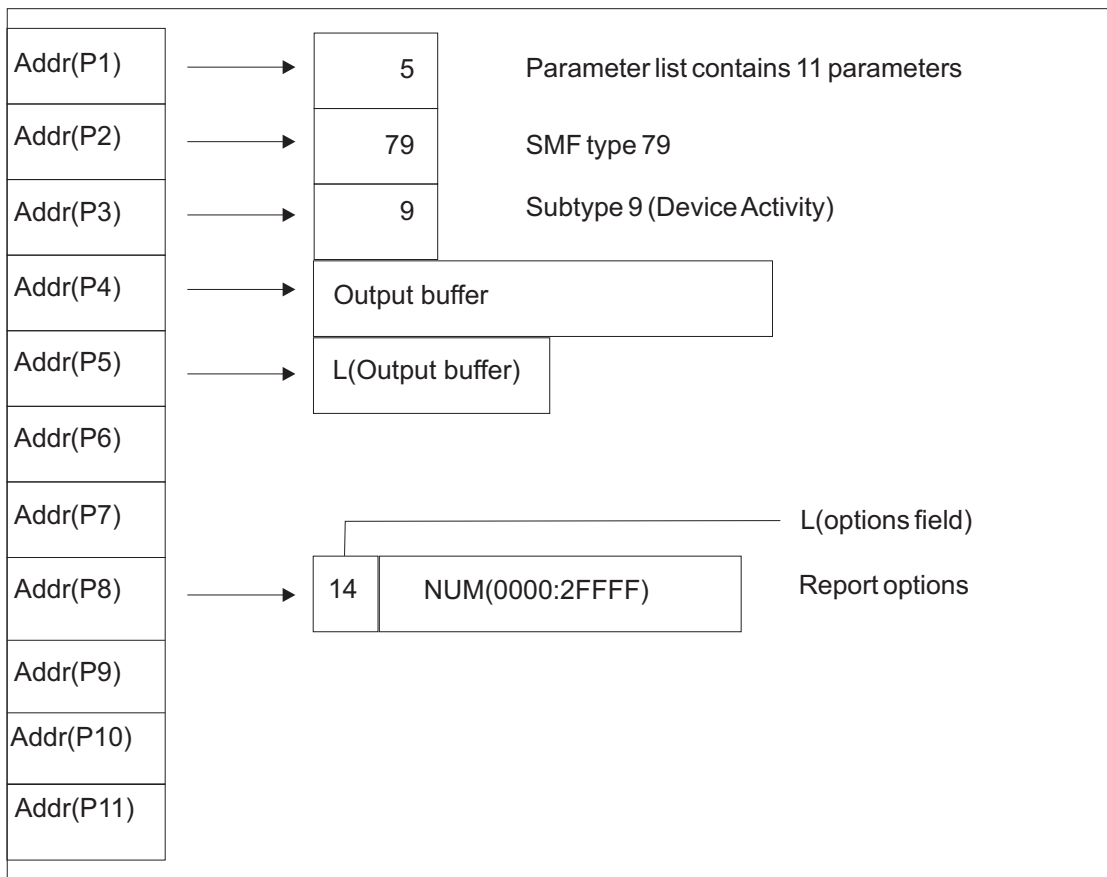 Addr(P1) 5 Parameter list contains 11 parameters
Addr(P2) 79 SMF type 79
Addr(P3) 9 Subtype 9 (Device Activity)
Addr(P4) Output buffer
Addr(P5) L(Output buffer)
Addr(P6)
Addr(P7) L(options field)
Addr(P8) 14 NUM(0000:2FFFF) Report options
Addr(P9)
Addr(P10)
Addr(P11)